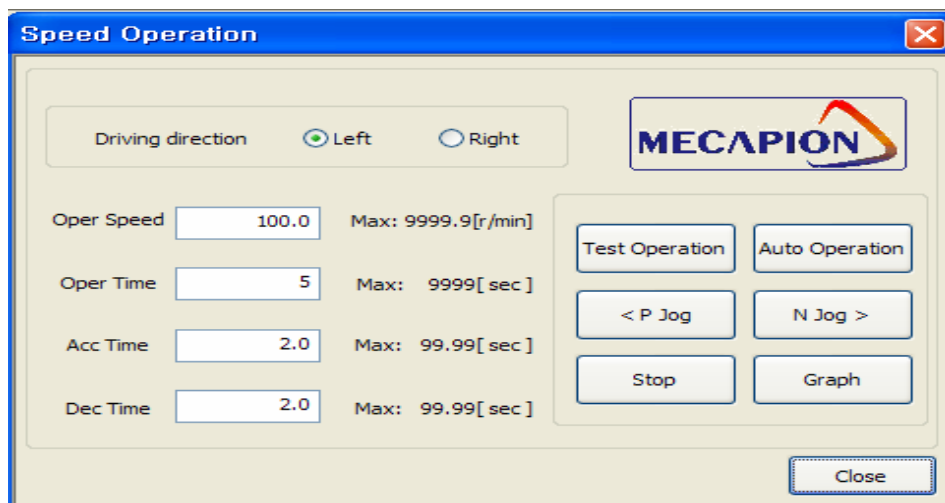 Speed Operation
Driving direction Left Right
MECAPION
Oper Speed 100.0 Max: 9999.9[r/min]
Oper Time 5 Max: 9999[ sec ]
Acc Time 2.0 Max: 99.99[ sec ]
Dec Time 2.0 Max: 99.99[ sec ]
Test Operation Auto Operation
< P Jog N Jog >
Stop Graph
Close